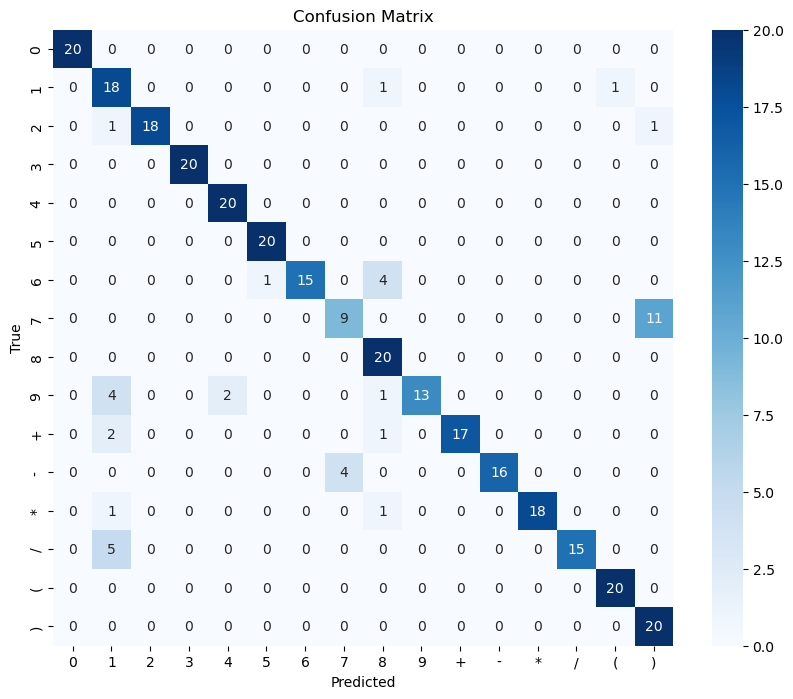 Confusion Matrix
0 20 0 0 0 0 0 0 0 0 0 0 0 0 0 0 0
1 0 18 0 0 0 0 0 0 1 0 0 0 0 0 1 0
2 0 1 18 0 0 0 0 0 0 0 0 0 0 0 0 1
3 0 0 0 20 0 0 0 0 0 0 0 0 0 0 0 0
4 0 0 0 0 20 0 0 0 0 0 0 0 0 0 0 0
5 0 0 0 0 0 20 0 0 0 0 0 0 0 0 0 0
6 0 0 0 0 0 1 15 0 4 0 0 0 0 0 0 0
7 0 0 0 0 0 0 0 9 0 0 0 0 0 0 0 11
8 0 0 0 0 0 0 0 0 20 0 0 0 0 0 0 0
9 0 4 0 0 2 0 0 0 1 13 0 0 0 0 0 0
+ 0 2 0 0 0 0 0 0 1 0 17 0 0 0 0 0
- 0 0 0 0 0 0 0 4 0 0 0 16 0 0 0 0
* 0 1 0 0 0 0 0 0 1 0 0 0 18 0 0 0
/ 0 5 0 0 0 0 0 0 0 0 0 0 0 15 0 0
( 0 0 0 0 0 0 0 0 0 0 0 0 0 0 20 0
) 0 0 0 0 0 0 0 0 0 0 0 0 0 0 0 20
0 1 2 3 4 5 6 7 8 9 + - * / ( )
Predicted
True
20.0
17.5
15.0
12.5
10.0
7.5
5.0
2.5
0.0